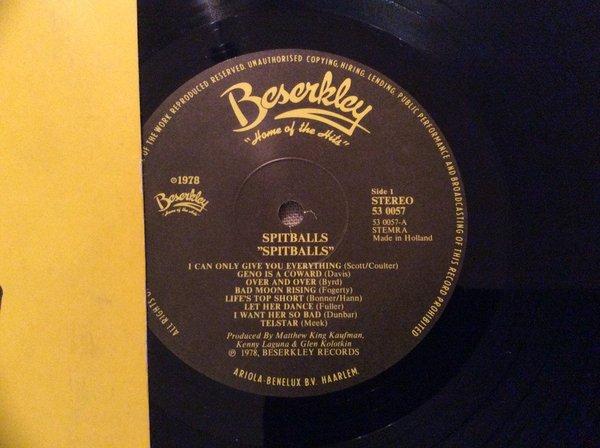 OF THE WORK REPRODUCED RESERVED. UNAUTHORISED COPYING, HIRING, LENDING, PUBLIC PERFORMANCE AND BROADCASTING OF THIS RECORD PROHIBITED
ALL RIGHTS O
Beserkley
"Home of the Hits"
℗1978
Beserkley
Home of the Hits
Side 1
STEREO
53 0057
53 0057-A
STEMRA
Made in Holland
SPITBALLS
"SPITBALLS"
I CAN ONLY GIVE YOU EVERYTHING (Scott/Coulter)
GENO IS A COWARD (Davis)
OVER AND OVER (Byrd)
BAD MOON RISING (Fogerty)
LIFE'S TOP SHORT (Bonner/Hann)
LET HER DANCE (Fuller)
I WANT HER SO BAD (Dunbar)
TELSTAR (Meek)
Produced By Matthew King Kaufman,
Kenny Laguna & Glen Kolotkin
℗ 1978, BESERKLEY RECORDS
ARIOLA-BENELUX B.V. HAARLEM.